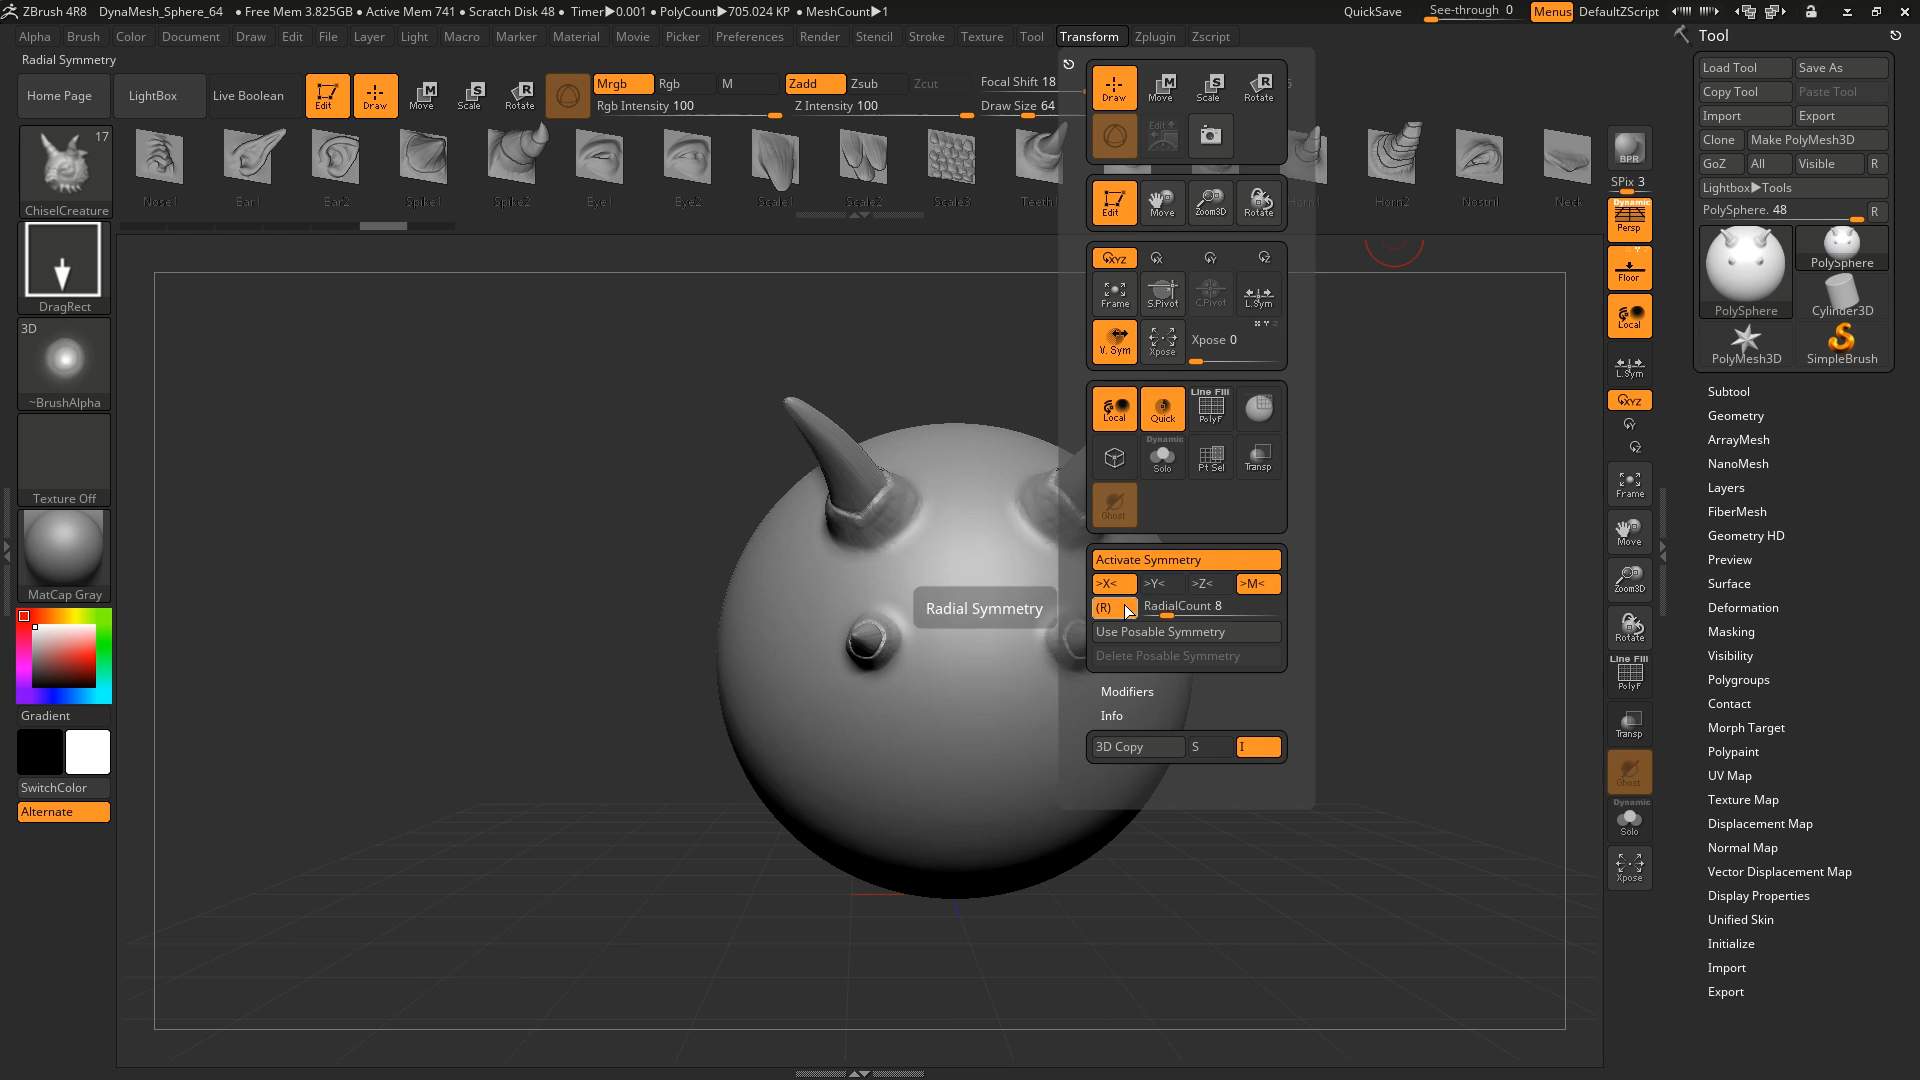 ZBrush 4R8 DynaMesh_Sphere_64 • Free Mem 3.825GB • Active Mem 741 • Scratch Disk 48 • Timer▶0.001 • PolyCount▶705.024 KP • MeshCount▶1 QuickSave See-through 0 Menus DefaultZScript
Alpha Brush Color Document Draw Edit File Layer Light Macro Marker Material Movie Picker Preferences Render Stencil Stroke Texture Tool Transform Zplugin Zscript
Tool
Radial Symmetry
Home Page LightBox Live Boolean Edit Draw Move Scale Rotate
Mrgb Rgb M Zadd Zsub Zcut Focal Shift 18
Rgb Intensity 100 Z Intensity 100 Draw Size 64
Load Tool Save As
Copy Tool Paste Tool
Import Export
Clone Make PolyMesh3D
GoZ All Visible R
Lightbox▶Tools
PolySphere. 48 R
PolySphere
Cylinder3D
PolySphere
PolyMesh3D SimpleBrush
17
ChiselCreature
Nose1 Ear1 Ear2 Spike1 Spike2 Eye1 Eye2 Scale1 Scale2 Scale3 Teeth1 Horn1 Horn2 Nostril Neck
DragRect
3D
~BrushAlpha
Texture Off
MatCap Gray
Gradient
SwitchColor
Alternate
Draw Move Scale Rotate
Edit
Edit Move Zoom3D Rotate
XYZ X Y Z
Frame S.Pivot C.Pivot L.Sym
V. Sym Xpose Xpose 0
Line Fill
Local Quick PolyF
Dynamic
Solo Pt Sel Transp
Ghost
Activate Symmetry
>X< >Y< >Z< >M<
(R) RadialCount 8
Radial Symmetry
Use Posable Symmetry
Delete Posable Symmetry
Modifiers
Info
3D Copy S I
BPR
SPix 3
Dynamic
Persp
Floor
Local
L.Sym
XYZ
Y
Z
Frame
Move
Zoom3D
Rotate
Line Fill
PolyF
Transp
Ghost
Dynamic
Solo
Xpose
Subtool
Geometry
ArrayMesh
NanoMesh
Layers
FiberMesh
Geometry HD
Preview
Surface
Deformation
Masking
Visibility
Polygroups
Contact
Morph Target
Polypaint
UV Map
Texture Map
Displacement Map
Normal Map
Vector Displacement Map
Display Properties
Unified Skin
Initialize
Import
Export